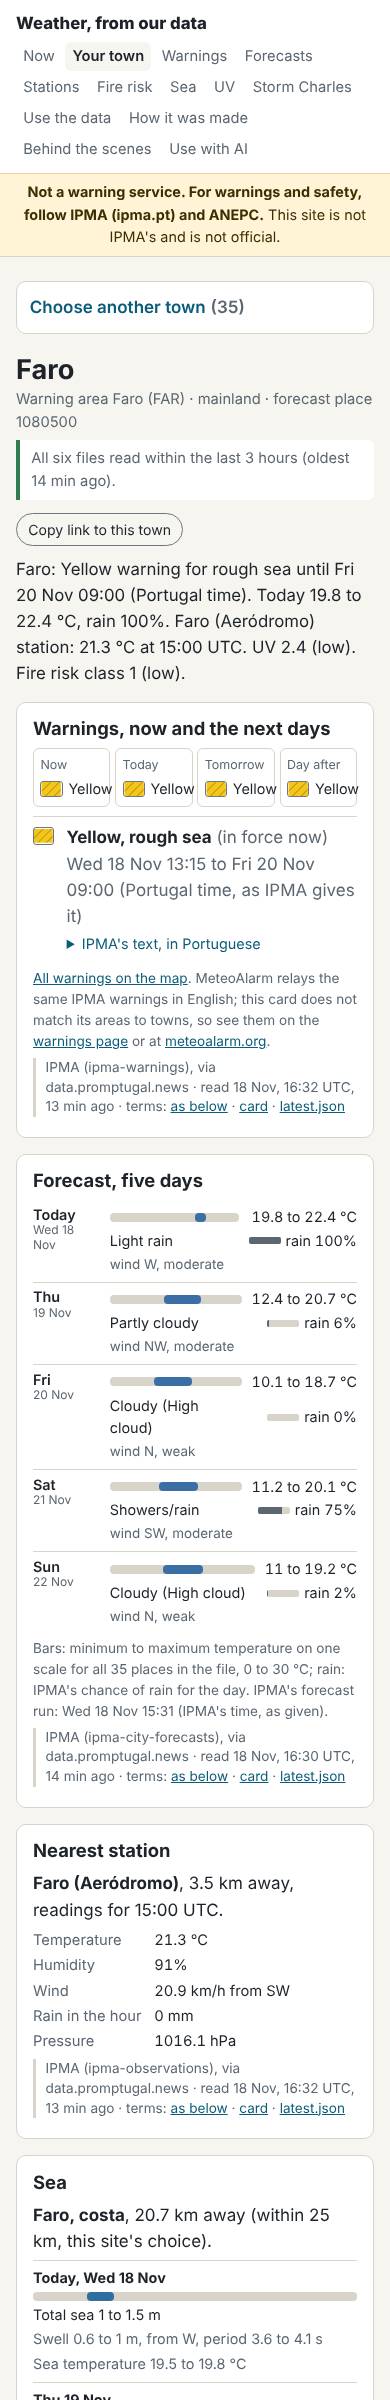 Weather, from our data
Now Your town Warnings Forecasts
Stations Fire risk Sea UV Storm Charles
Use the data How it was made
Behind the scenes Use with AI
Not a warning service. For warnings and safety,
follow IPMA (ipma.pt) and ANEPC. This site is not
IPMA's and is not official.
Choose another town (35)
Faro
Warning area Faro (FAR) · mainland · forecast place
1080500
All six files read within the last 3 hours (oldest
14 min ago).
Copy link to this town
Faro: Yellow warning for rough sea until Fri
20 Nov 09:00 (Portugal time). Today 19.8 to
22.4 °C, rain 100%. Faro (Aeródromo)
station: 21.3 °C at 15:00 UTC. UV 2.4 (low).
Fire risk class 1 (low).
Warnings, now and the next days
Now Today Tomorrow Day after
Yellow Yellow Yellow Yellow
Yellow, rough sea (in force now)
Wed 18 Nov 13:15 to Fri 20 Nov
09:00 (Portugal time, as IPMA gives
it)
▶ IPMA's text, in Portuguese
All warnings on the map. MeteoAlarm relays the
same IPMA warnings in English; this card does not
match its areas to towns, so see them on the
warnings page or at meteoalarm.org.
IPMA (ipma-warnings), via
data.promptugal.news · read 18 Nov, 16:32 UTC,
13 min ago · terms: as below · card · latest.json
Forecast, five days
Today 19.8 to 22.4 °C
Wed 18
Nov
Light rain rain 100%
wind W, moderate
Thu 12.4 to 20.7 °C
19 Nov
Partly cloudy rain 6%
wind NW, moderate
Fri 10.1 to 18.7 °C
20 Nov
Cloudy (High
cloud) rain 0%
wind N, weak
Sat 11.2 to 20.1 °C
21 Nov
Showers/rain rain 75%
wind SW, moderate
Sun 11 to 19.2 °C
22 Nov
Cloudy (High cloud) rain 2%
wind N, weak
Bars: minimum to maximum temperature on one
scale for all 35 places in the file, 0 to 30 °C; rain:
IPMA's chance of rain for the day. IPMA's forecast
run: Wed 18 Nov 15:31 (IPMA's time, as given).
IPMA (ipma-city-forecasts), via
data.promptugal.news · read 18 Nov, 16:30 UTC,
14 min ago · terms: as below · card · latest.json
Nearest station
Faro (Aeródromo), 3.5 km away,
readings for 15:00 UTC.
Temperature 21.3 °C
Humidity 91%
Wind 20.9 km/h from SW
Rain in the hour 0 mm
Pressure 1016.1 hPa
IPMA (ipma-observations), via
data.promptugal.news · read 18 Nov, 16:32 UTC,
13 min ago · terms: as below · card · latest.json
Sea
Faro, costa, 20.7 km away (within 25
km, this site's choice).
Today, Wed 18 Nov
Total sea 1 to 1.5 m
Swell 0.6 to 1 m, from W, period 3.6 to 4.1 s
Sea temperature 19.5 to 19.8 °C
Thu 19 Nov